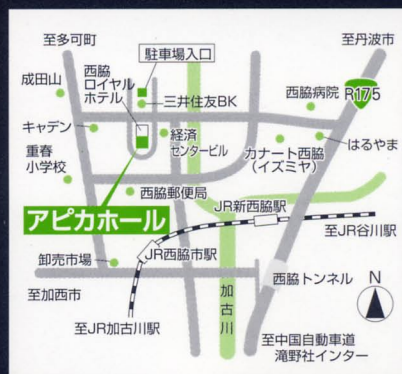 至多可町
至丹波市
駐車場入口
成田山
西脇
ロイヤル
ホテル
三井住友BK
西脇病院
R175
キャデン
経済
センタービル
はるやま
カナート西脇
(イズミヤ)
重春
小学校
西脇郵便局
アピカホール
JR新西脇駅
至JR谷川駅
JR西脇市駅
卸売市場
西脇トンネル
N
至加西市
加古川
至JR加古川駅
至中国自動車道
滝野社インター